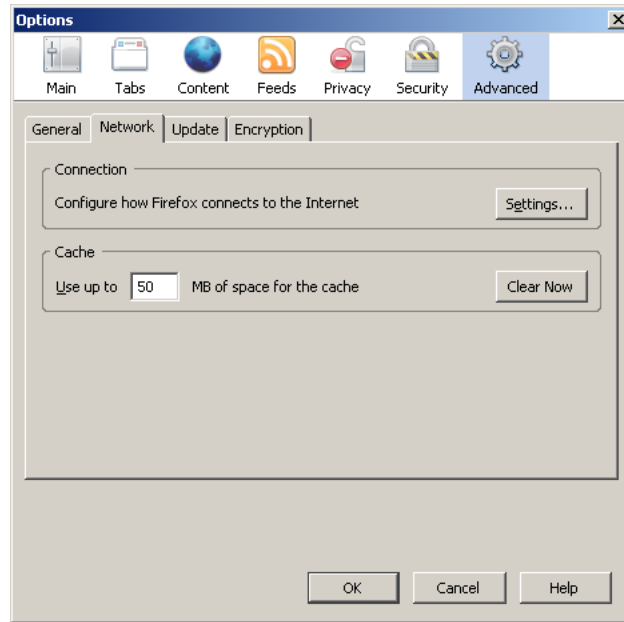 Options
Main Tabs Content Feeds Privacy Security Advanced
General Network Update Encryption
Connection
Configure how Firefox connects to the Internet Settings...
Cache
Use up to 50 MB of space for the cache Clear Now
OK Cancel Help